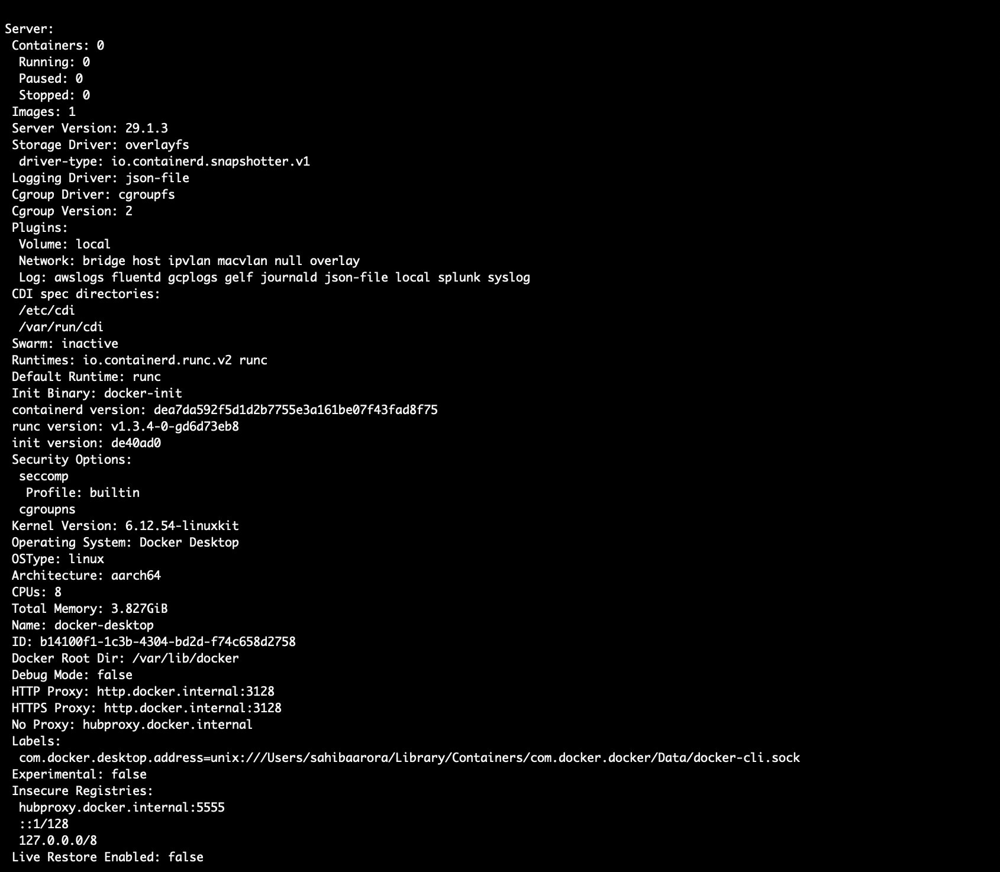 Server:
 Containers: 0
  Running: 0
  Paused: 0
  Stopped: 0
 Images: 1
 Server Version: 29.1.3
 Storage Driver: overlayfs
  driver-type: io.containerd.snapshotter.v1
 Logging Driver: json-file
 Cgroup Driver: cgroupfs
 Cgroup Version: 2
 Plugins:
  Volume: local
  Network: bridge host ipvlan macvlan null overlay
  Log: awslogs fluentd gcplogs gelf journald json-file local splunk syslog
 CDI spec directories:
  /etc/cdi
  /var/run/cdi
 Swarm: inactive
 Runtimes: io.containerd.runc.v2 runc
 Default Runtime: runc
 Init Binary: docker-init
 containerd version: dea7da592f5d1d2b7755e3a161be07f43fad8f75
 runc version: v1.3.4-0-gd6d73eb8
 init version: de40ad0
 Security Options:
  seccomp
   Profile: builtin
  cgroupns
 Kernel Version: 6.12.54-linuxkit
 Operating System: Docker Desktop
 OSType: linux
 Architecture: aarch64
 CPUs: 8
 Total Memory: 3.827GiB
 Name: docker-desktop
 ID: b14100f1-1c3b-4304-bd2d-f74c658d2758
 Docker Root Dir: /var/lib/docker
 Debug Mode: false
 HTTP Proxy: http.docker.internal:3128
 HTTPS Proxy: http.docker.internal:3128
 No Proxy: hubproxy.docker.internal
 Labels:
  com.docker.desktop.address=unix:///Users/sahibaarora/Library/Containers/com.docker.docker/Data/docker-cli.sock
 Experimental: false
 Insecure Registries:
  hubproxy.docker.internal:5555
  ::1/128
  127.0.0.0/8
 Live Restore Enabled: false